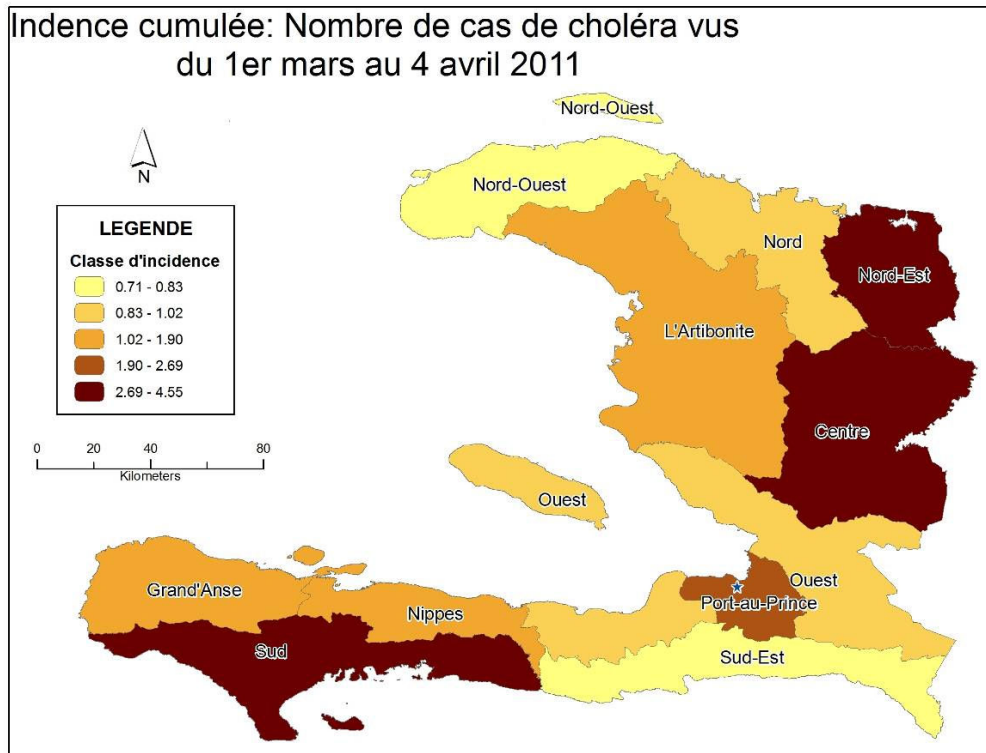 Indence cumulée: Nombre de cas de choléra vus
du 1er mars au 4 avril 2011
Nord-Ouest
N
Nord-Ouest
LEGENDE
Classe d'incidence
0.71 - 0.83
0.83 - 1.02
1.02 - 1.90
1.90 - 2.69
2.69 - 4.55
Nord
Nord-Est
L'Artibonite
Centre
0 20 40 80
Kilometers
Ouest
Grand'Anse
Nippes
Ouest
Port-au-Prince
Sud
Sud-Est